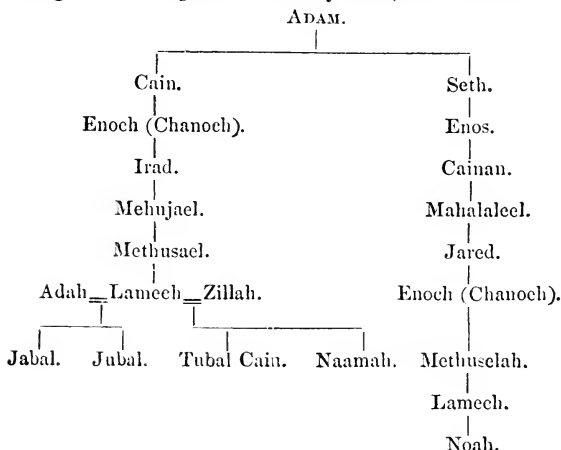 ADAM.
Cain. Seth.
Enoch (Chanoch). Enos.
Irad. Cainan.
Mehujael. Mahalaleel.
Methusael. Jared.
Adah=Lamech=Zillah. Enoch (Chanoch).
Jabal. Jubal. Tubal Cain. Naamah. Methuselah.
Lamech.
Noah.